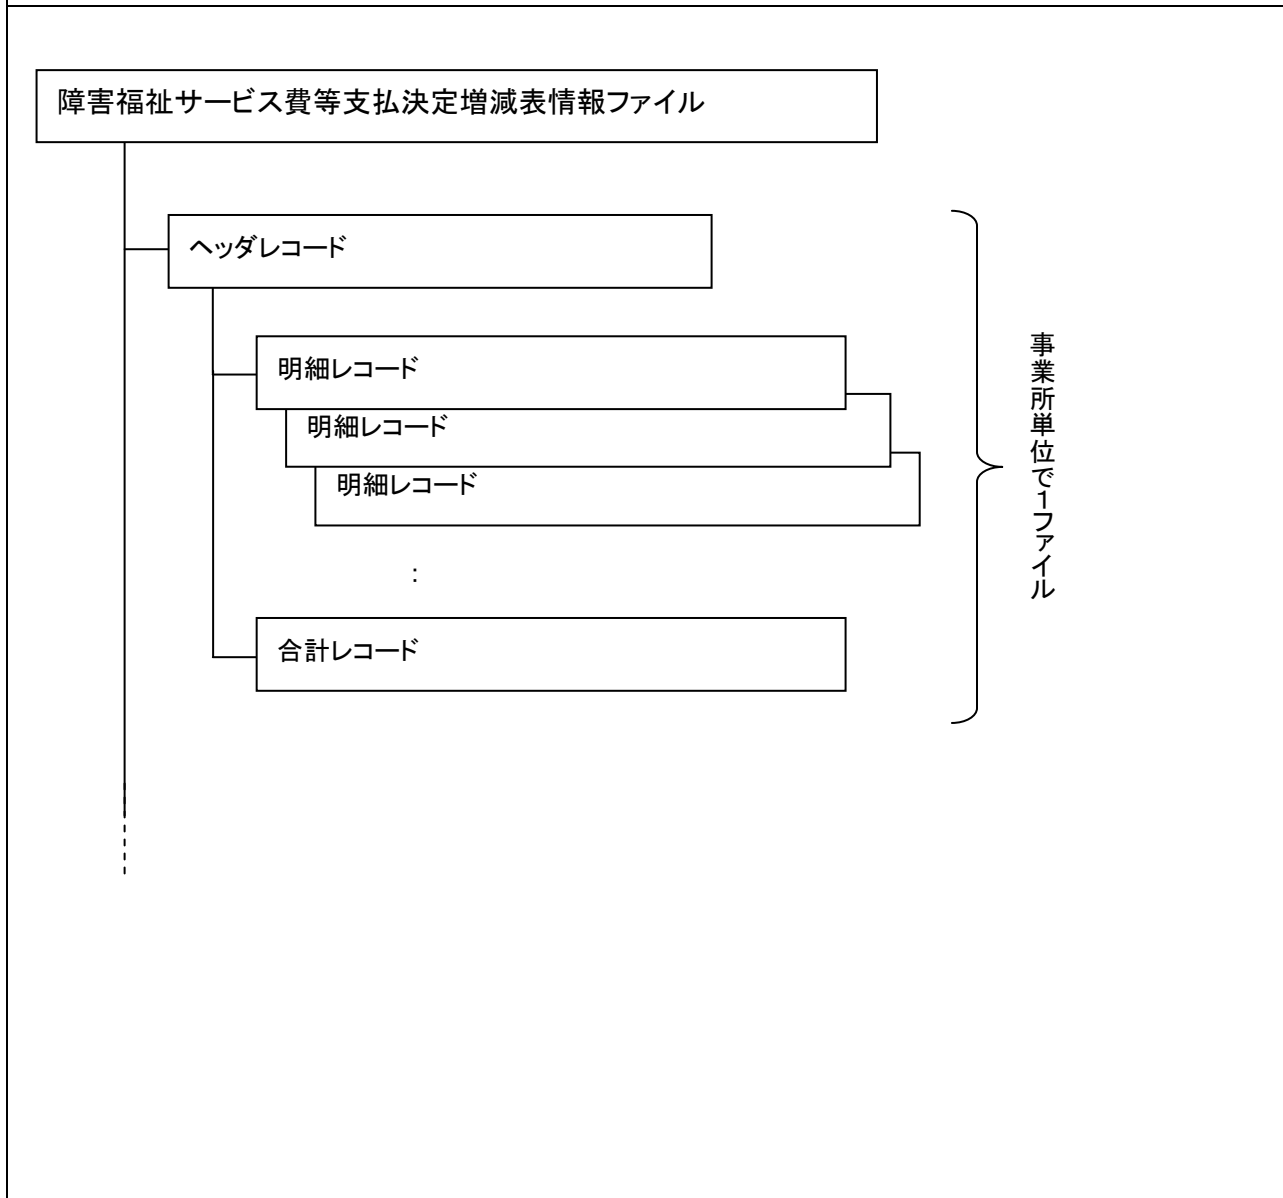 障害福祉サービス費等支払決定増減表情報ファイル
ヘッダレコード
明細レコード
明細レコード
明細レコード
：
合計レコード
事業所単位で１ファイル